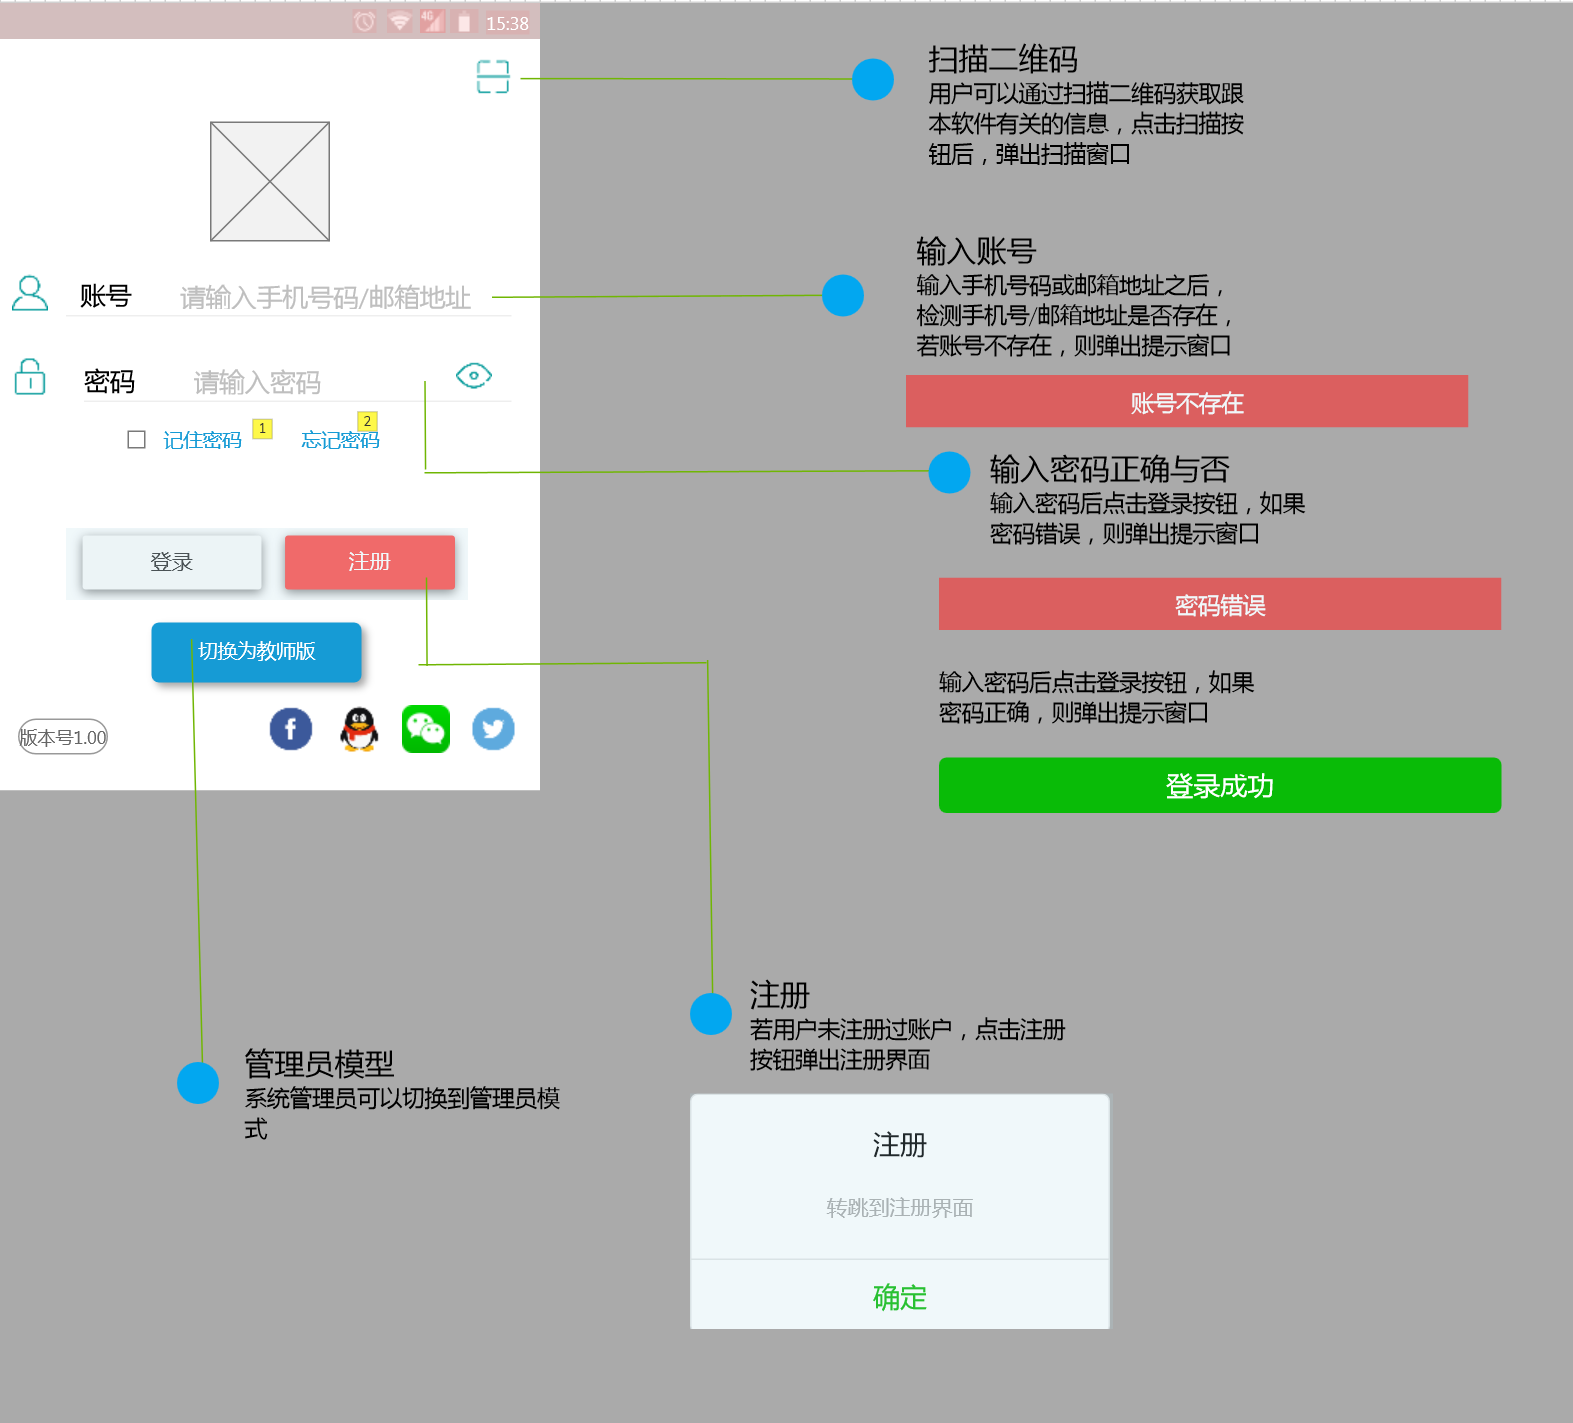 4G 15:38
账号 请输入手机号码/邮箱地址
密码 请输入密码
记住密码 1 忘记密码 2
登录 注册
切换为教师版
版本号1.00
扫描二维码
用户可以通过扫描二维码获取跟
本软件有关的信息，点击扫描按
钮后，弹出扫描窗口
输入账号
输入手机号码或邮箱地址之后，
检测手机号/邮箱地址是否存在，
若账号不存在，则弹出提示窗口
账号不存在
输入密码正确与否
输入密码后点击登录按钮，如果
密码错误，则弹出提示窗口
密码错误
输入密码后点击登录按钮，如果
密码正确，则弹出提示窗口
登录成功
管理员模型
系统管理员可以切换到管理员模
式
注册
若用户未注册过账户，点击注册
按钮弹出注册界面
注册
转跳到注册界面
确定